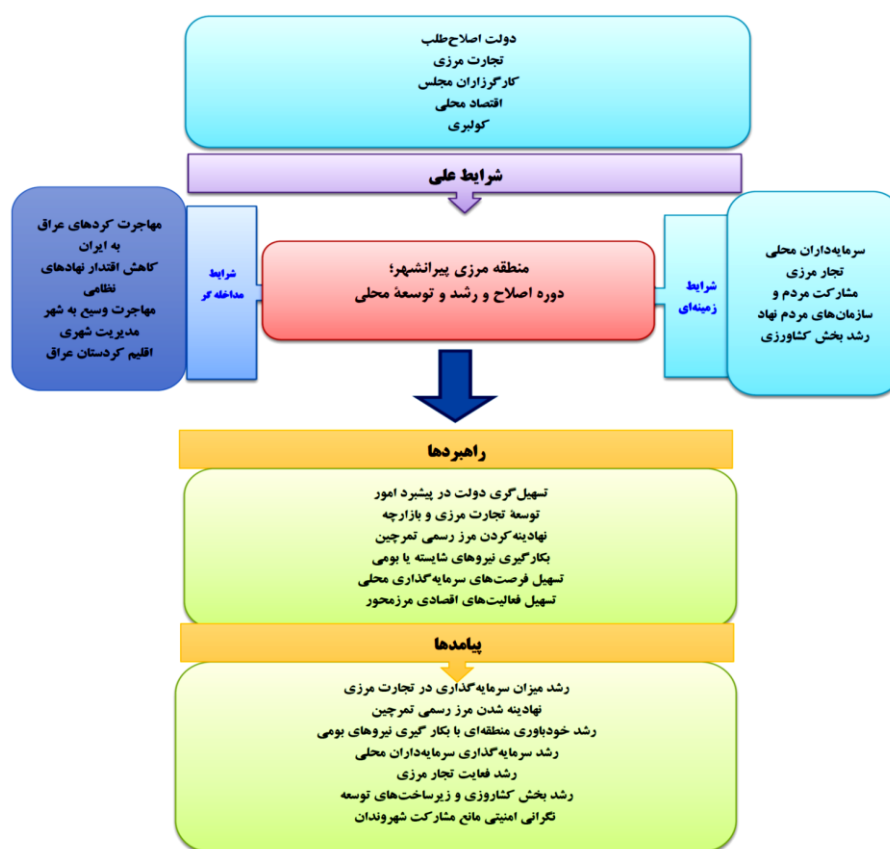 دولت اصلاح‌طلب
تجارت مرزی
کارگرزاران مجلس
اقتصاد محلی
کولبری
شرایط علی
سرمایه‌داران محلی
تجار مرزی
مشارکت مردم و
سازمان‌های مردم نهاد
رشد بخش کشاورزی
شرایط
زمینه‌ای
منطقه مرزی پیرانشهر؛
دوره اصلاح و رشد و توسعۀ محلی
شرایط
مداخله گر
مهاجرت کردهای عراق
به ایران
کاهش اقتدار نهادهای
نظامی
مهاجرت وسیع به شهر
مدیریت شهری
اقلیم کردستان عراق
راهبردها
تسهیل‌گری دولت در پیشبرد امور
توسعۀ تجارت مرزی و بازارچه
نهادینه‌کردن مرز رسمی تمرچین
بکارگیری نیروهای شایسته یا بومی
تسهیل فرصت‌های سرمایه‌گذاری محلی
تسهیل فعالیت‌های اقتصادی مرزمحور
پیامدها
رشد میزان سرمایه‌گذاری در تجارت مرزی
نهادینه شدن مرز رسمی تمرچین
رشد خودباوری منطقه‌ای با بکار گیری نیروهای بومی
رشد سرمایه‌گذاری سرمایه‌داران محلی
رشد فعایت تجار مرزی
رشد بخش کشاروزی و زیرساخت‌های توسعه
نگرانی امنیتی مانع مشارکت شهروندان